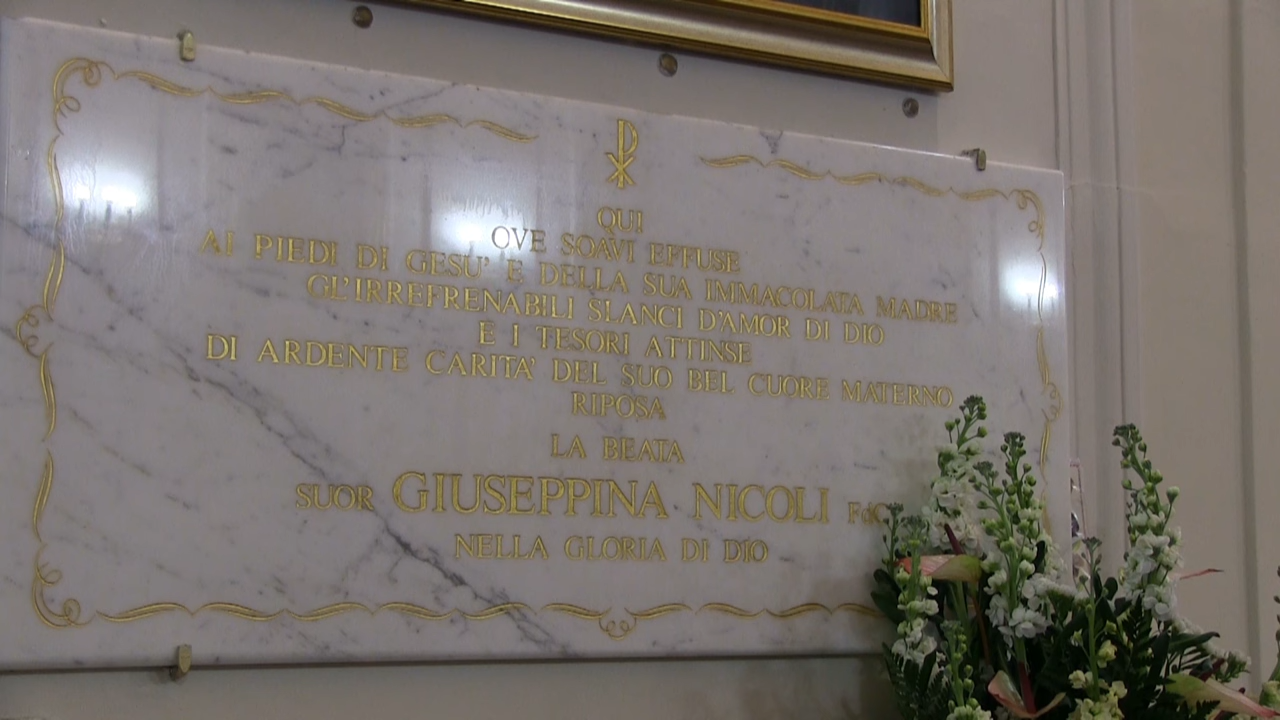 QUI
OVE SOAVI EFFUSE
AI PIEDI DI GESU' E DELLA SUA IMMACOLATA MADRE
GL'IRREFRENABILI SLANCI D'AMOR DI DIO
E I TESORI ATTINSE
DI ARDENTE CARITA' DEL SUO BEL CUORE MATERNO
RIPOSA
LA BEATA
SUOR GIUSEPPINA NICOLI FdC
NELLA GLORIA DI DIO